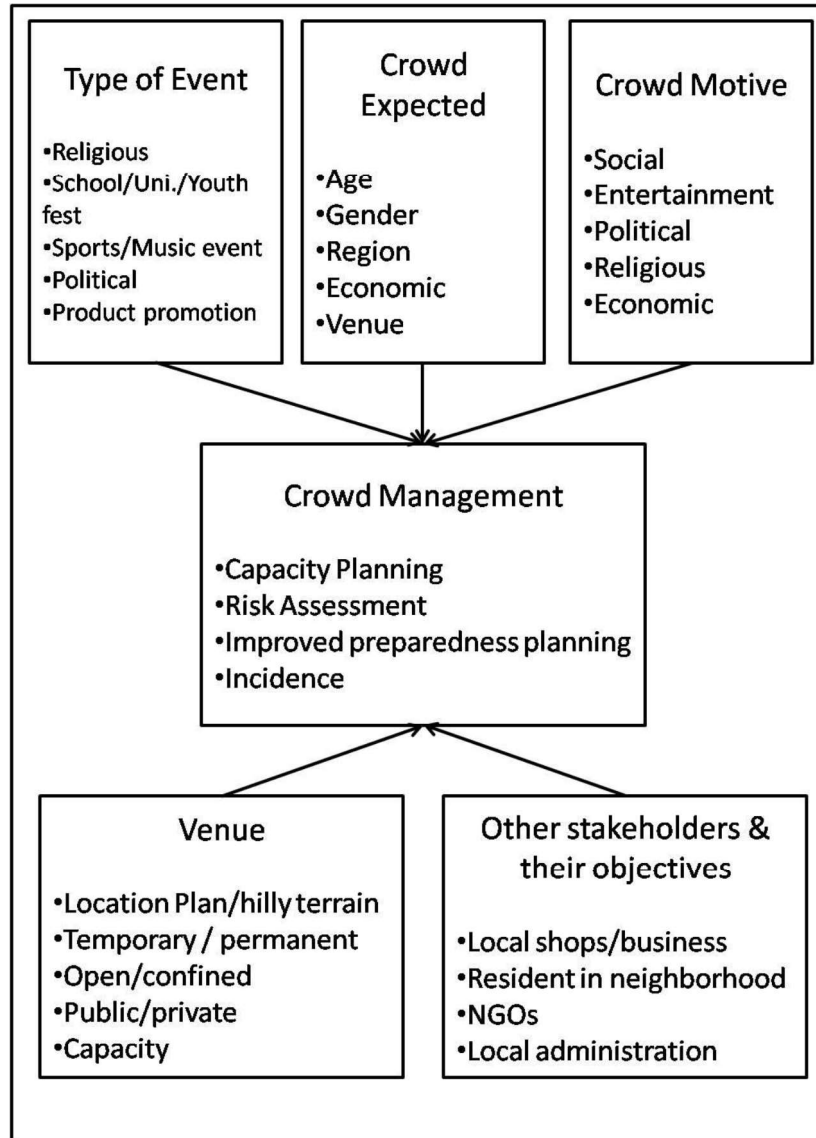 Type of Event
▪Religious
▪School/Uni./Youth
fest
▪Sports/Music event
▪Political
▪Product promotion
Crowd
Expected
•Age
•Gender
•Region
•Economic
•Venue
Crowd Motive
•Social
•Entertainment
•Political
•Religious
•Economic
Crowd Management
•Capacity Planning
•Risk Assessment
•Improved preparedness planning
•Incidence
Venue
•Location Plan/hilly terrain
•Temporary / permanent
•Open/confined
•Public/private
•Capacity
Other stakeholders &
their objectives
•Local shops/business
•Resident in neighborhood
•NGOs
•Local administration